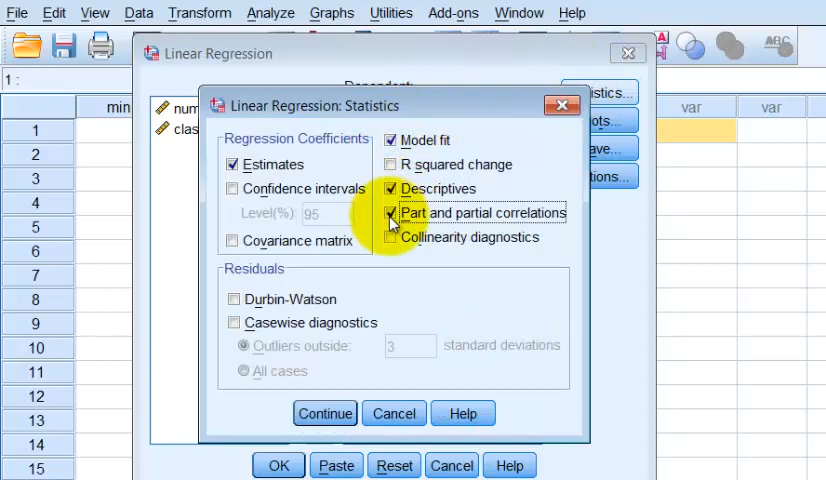 File Edit View Data Transform Analyze Graphs Utilities Add-ons Window Help
ABC
A
1 :
Linear Regression
Dependent:
min
num
clas
var var
Linear Regression: Statistics
Regression Coefficients
Estimates
Confidence intervals
Level(%): 95
Covariance matrix
Model fit
R squared change
Descriptives
Part and partial correlations
Collinearity diagnostics
Residuals
Durbin-Watson
Casewise diagnostics
Outliers outside: 3 standard deviations
All cases
Continue Cancel Help
istics...
ots...
ave...
ions...
OK Paste Reset Cancel Help
1
2
3
4
5
6
7
8
9
10
11
12
13
14
15